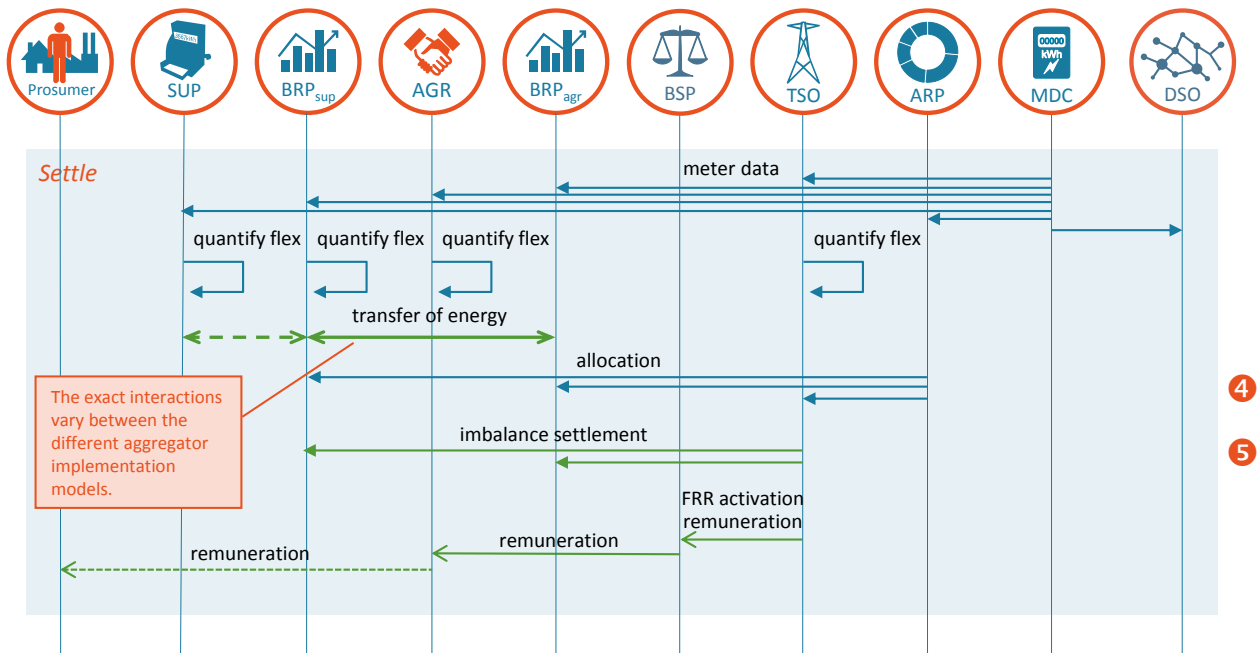 Prosumer
SUP
BRPsup
AGR
BRPagr
BSP
TSO
ARP
00000
kWh
MDC
DSO
Settle
meter data
quantify flex
quantify flex
quantify flex
quantify flex
transfer of energy
allocation
The exact interactions
vary between the
different aggregator
implementation
models.
4
imbalance settlement
5
FRR activation
remuneration
remuneration
remuneration